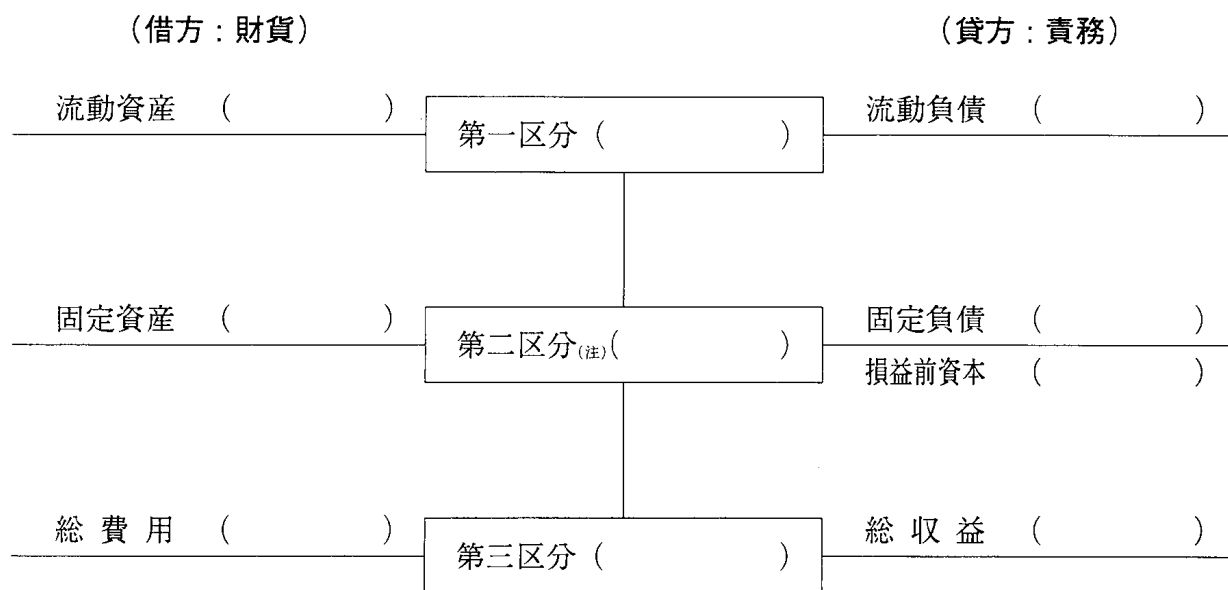 （借方：財貨） （貸方：責務）
流動資産 （ ） 第一区分（ ） 流動負債 （ ）
固定資産 （ ） 第二区分(注)（ ） 固定負債 （ ）
損益前資本 （ ）
総費用 （ ） 第三区分（ ） 総収益 （ ）